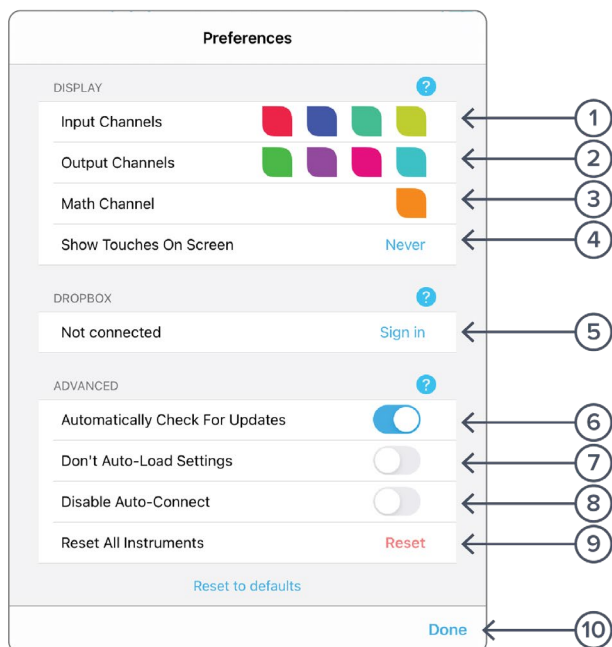 Preferences
DISPLAY ?
Input Channels 1
Output Channels 2
Math Channel 3
Show Touches On Screen Never 4
DROPBOX ?
Not connected Sign in 5
ADVANCED ?
Automatically Check For Updates 6
Don't Auto-Load Settings 7
Disable Auto-Connect 8
Reset All Instruments Reset 9
Reset to defaults
Done 10